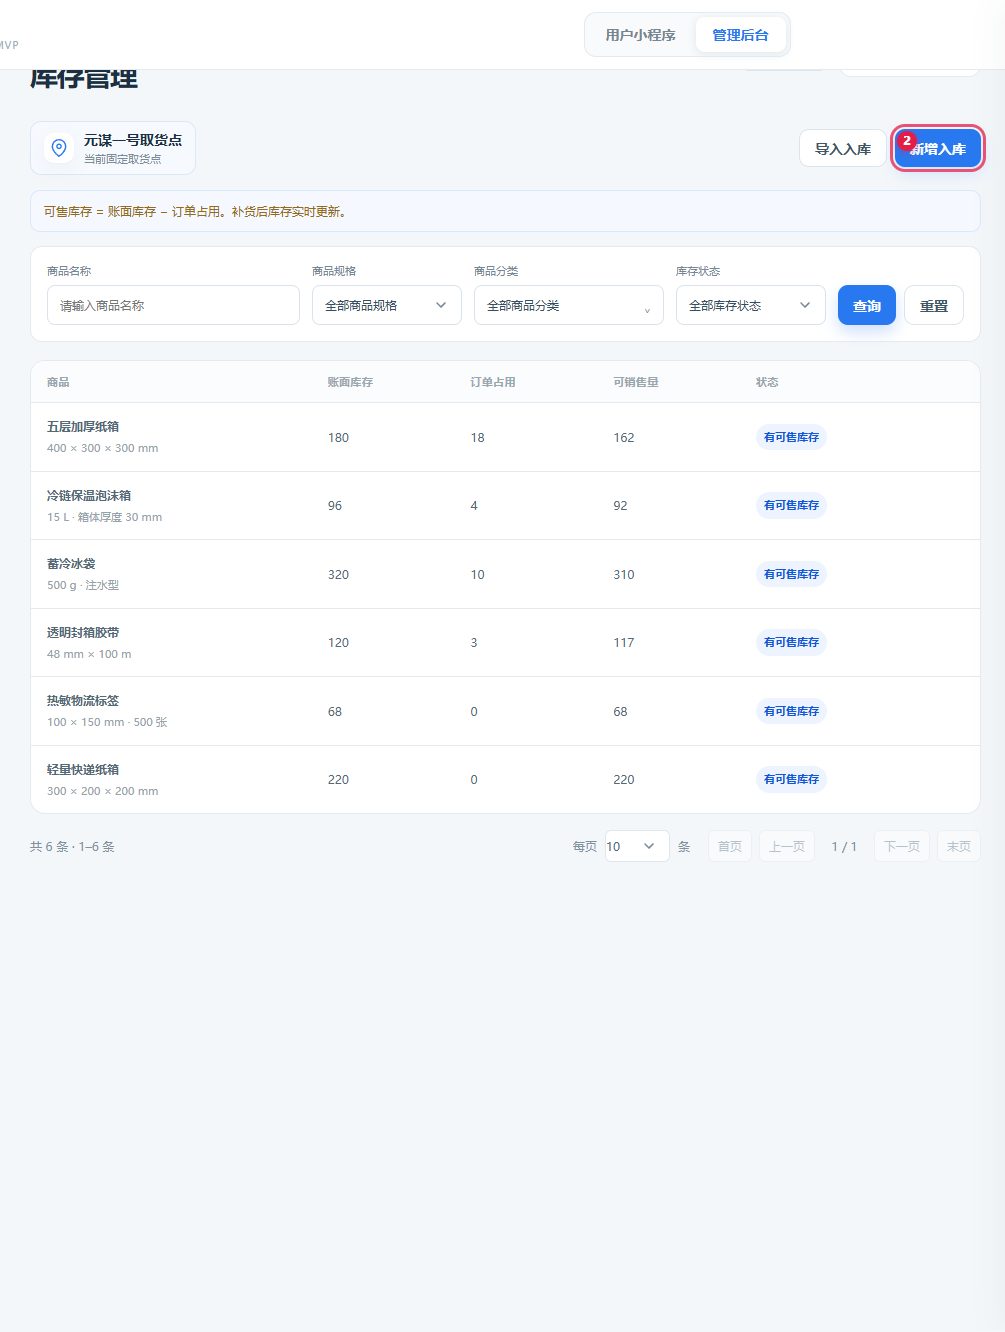 MVP
用户小程序 管理后台
库存管理
元谋一号取货点
当前固定取货点
导入入库
2
新增入库
可售库存 = 账面库存 − 订单占用。补货后库存实时更新。
商品名称 商品规格 商品分类 库存状态
请输入商品名称 全部商品规格 全部商品分类 全部库存状态 查询 重置
商品 账面库存 订单占用 可销售量 状态
五层加厚纸箱
400 × 300 × 300 mm
180 18 162 有可售库存
冷链保温泡沫箱
15 L · 箱体厚度 30 mm
96 4 92 有可售库存
蓄冷冰袋
500 g · 注水型
320 10 310 有可售库存
透明封箱胶带
48 mm × 100 m
120 3 117 有可售库存
热敏物流标签
100 × 150 mm · 500 张
68 0 68 有可售库存
轻量快递纸箱
300 × 200 × 200 mm
220 0 220 有可售库存
共 6 条 · 1–6 条 每页 10 条 首页 上一页 1 / 1 下一页 末页